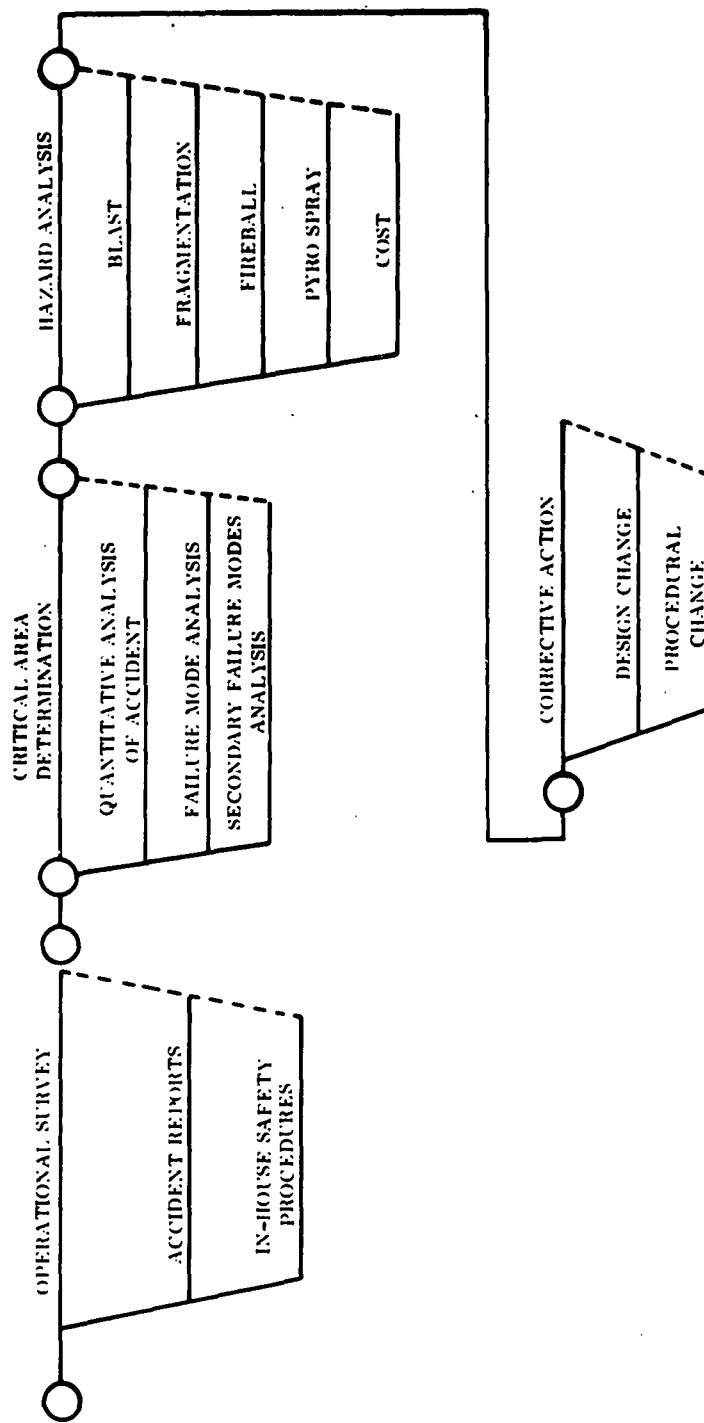 OPERATIONAL SURVEY
ACCIDENT REPORTS
IN-HOUSE SAFETY
PROCEDURES
CRITICAL AREA
DETERMINATION
QUANTITATIVE ANALYSIS
OF ACCIDENT
FAILURE MODE ANALYSIS
SECONDARY FAILURE MODES
ANALYSIS
HAZARD ANALYSIS
BLAST
FRAGMENTATION
FIREBALL
PYRO SPRAY
COST
CORRECTIVE ACTION
DESIGN CHANGE
PROCEDURAL
CHANGE